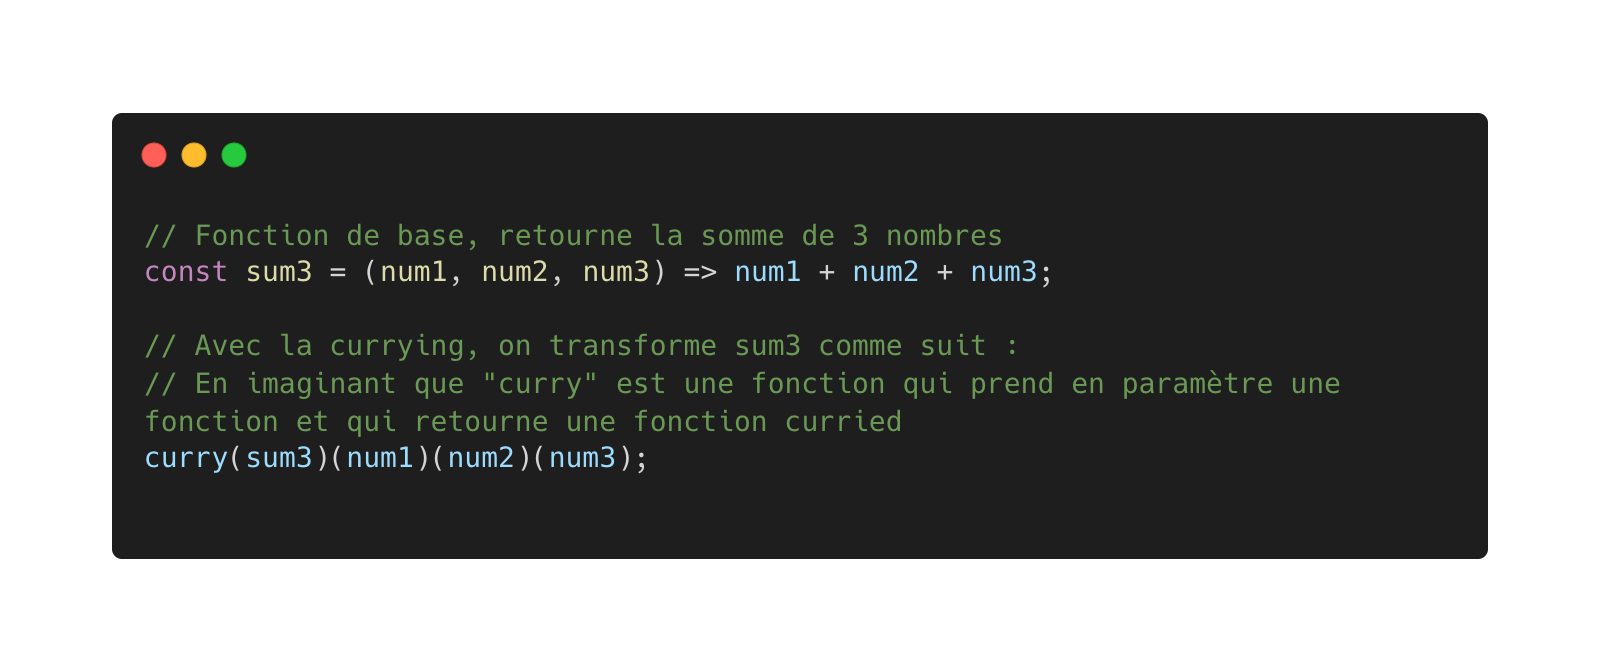 // Fonction de base, retourne la somme de 3 nombres
const sum3 = (num1, num2, num3) => num1 + num2 + num3;
// Avec la currying, on transforme sum3 comme suit :
// En imaginant que "curry" est une fonction qui prend en paramètre une
fonction et qui retourne une fonction curried
curry(sum3)(num1)(num2)(num3);